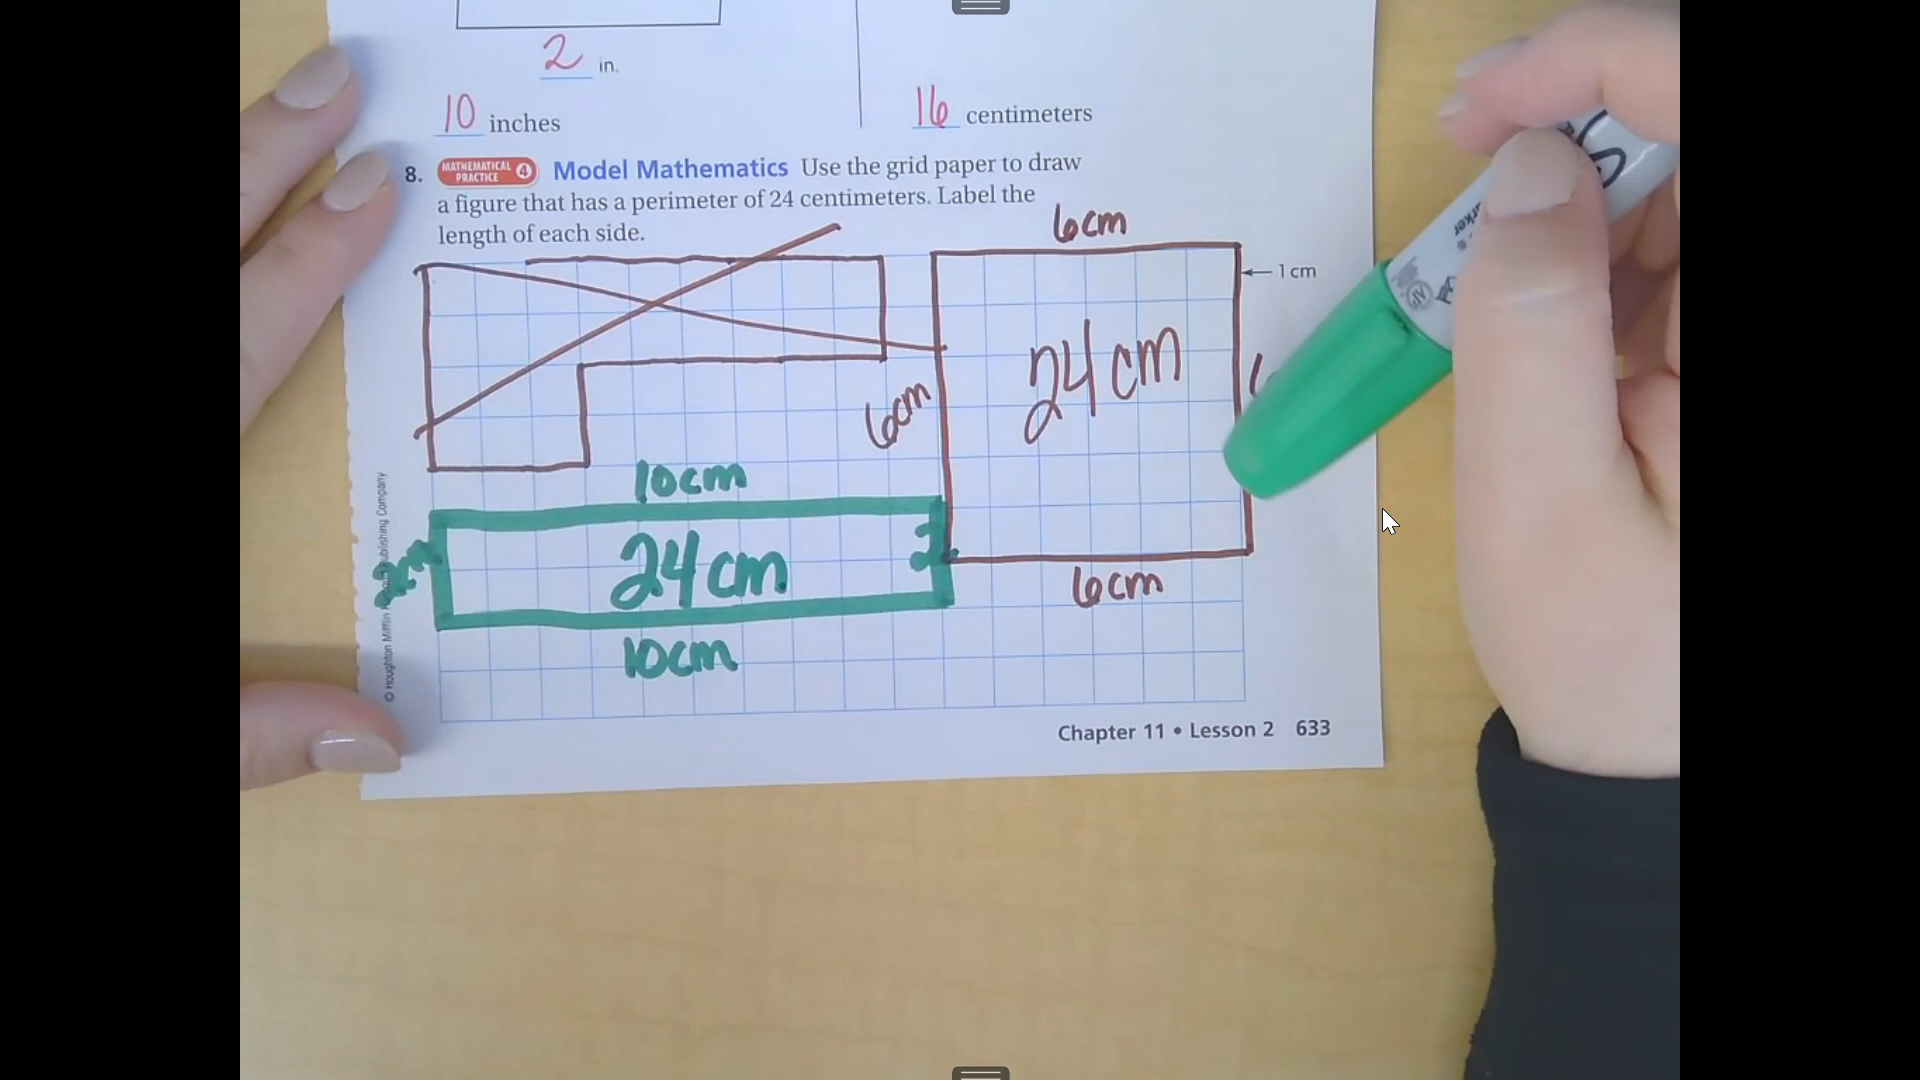 2 in.
10 inches
16 centimeters
8. MATHEMATICAL PRACTICE 4 Model Mathematics Use the grid paper to draw
a figure that has a perimeter of 24 centimeters. Label the
length of each side.
6cm
1 cm
24 cm
6cm
10cm
2cm
24 cm
2
6cm
10cm
© Houghton Mifflin Publishing Company
Chapter 11 • Lesson 2 633